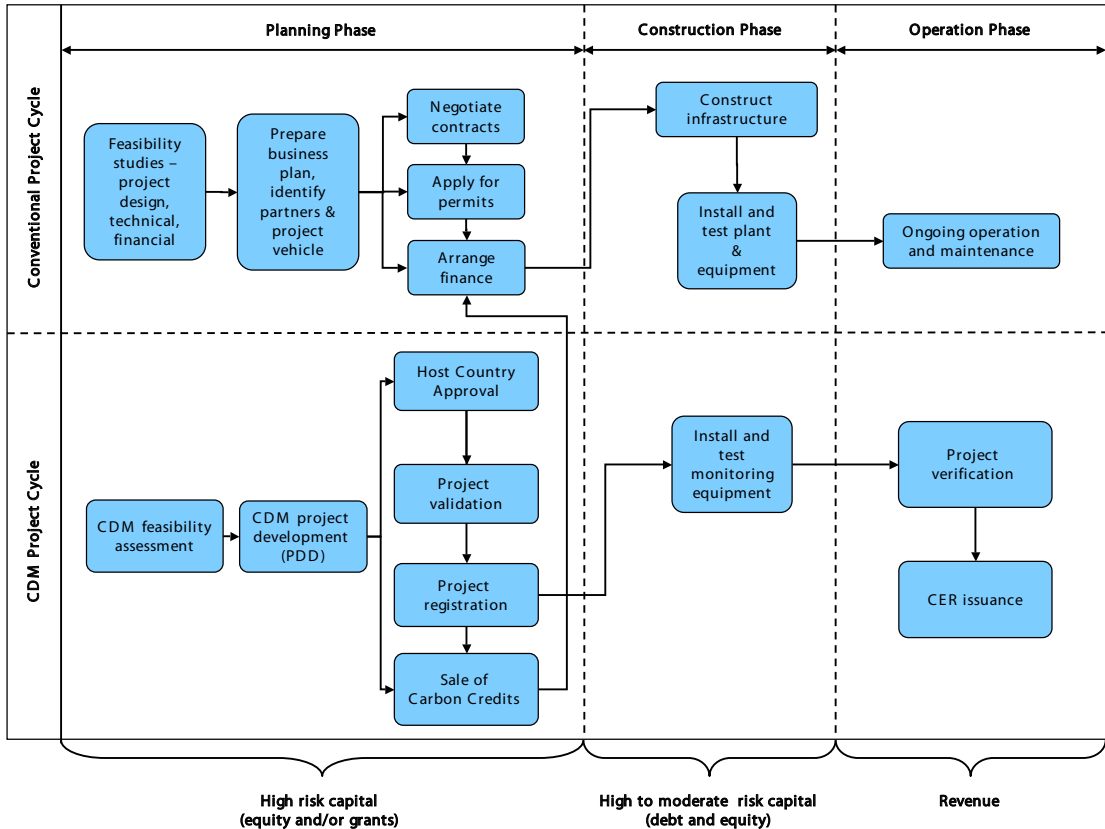 Planning Phase
Construction Phase
Operation Phase
Conventional Project Cycle
Feasibility
studies –
project
design,
technical,
financial
Prepare
business
plan,
identify
partners &
project
vehicle
Negotiate
contracts
Apply for
permits
Arrange
finance
Construct
infrastructure
Install and
test plant
&
equipment
Ongoing operation
and maintenance
CDM Project Cycle
CDM feasibility
assessment
CDM project
development
(PDD)
Host Country
Approval
Project
validation
Project
registration
Sale of
Carbon Credits
Install and
test
monitoring
equipment
Project
verification
CER issuance
High risk capital
(equity and/or grants)
High to moderate risk capital
(debt and equity)
Revenue